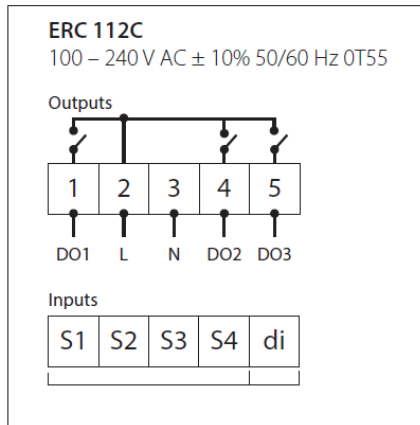 ERC 112C
100 – 240 V AC ± 10% 50/60 Hz 0T55
Outputs
1 2 3 4 5
DO1 L N DO2 DO3
Inputs
S1 S2 S3 S4 di